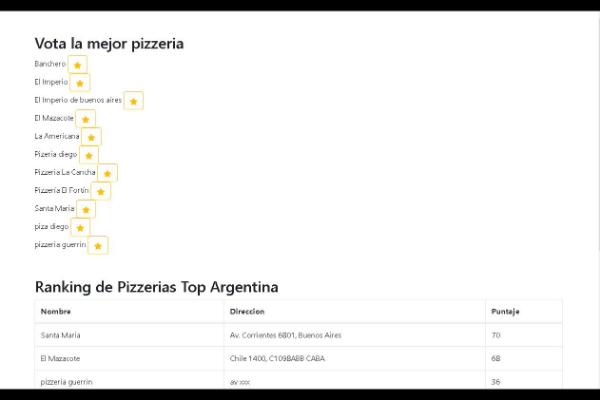 Vota la mejor pizzeria
Banchero
El Imperio
El Imperio de buenos aires
El Mazacote
La Americana
Pizeria diego
Pizzeria La Cancha
Pizzeria El Fortin
Santa Maria
piza diego
pizzeria guerrin
Ranking de Pizzerias Top Argentina
Nombre Direccion Puntaje
Santa Maria Av. Corrientes 6801, Buenos Aires 70
El Mazacote Chile 1400, C1098ABB CABA 68
pizzeria guerrin av xxx 36